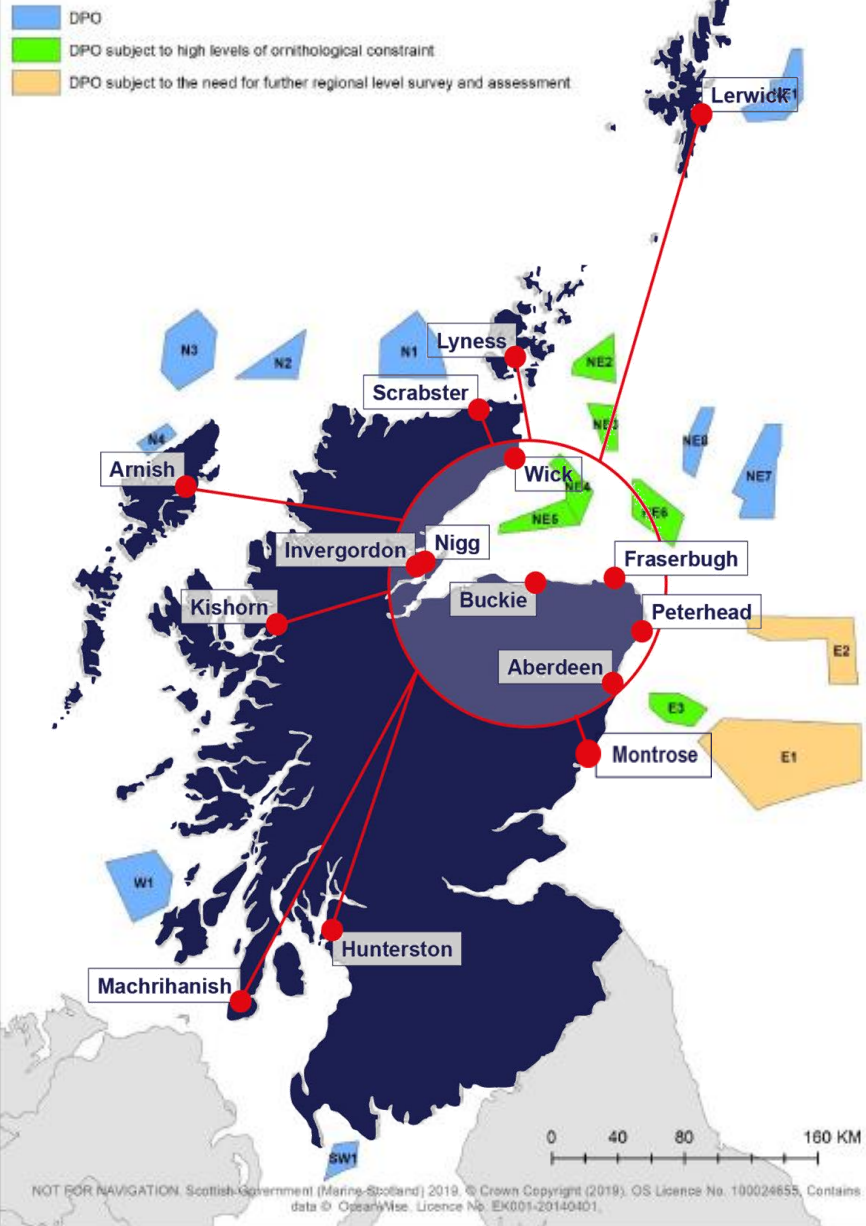 DPO
DPO subject to high levels of ornithological constraint
DPO subject to the need for further regional level survey and assessment
Lerwick
NE1
N3
N2
N1
Lyness
NE2
Scrabster
NE3
N4
NE8
Arnish
Wick
NE7
NE4
NE6
NE5
Invergordon
Nigg
Fraserbugh
Kishorn
Buckie
Peterhead
E2
Aberdeen
E3
Montrose
E1
W1
Hunterston
Machrihanish
0 40 80 160 KM
SW1
NOT FOR NAVIGATION. Scottish Government (Marine Scotland) 2019. © Crown Copyright (2019). OS Licence No. 100024655, Contains
data © OceanWise. Licence No. EK001-20140401.